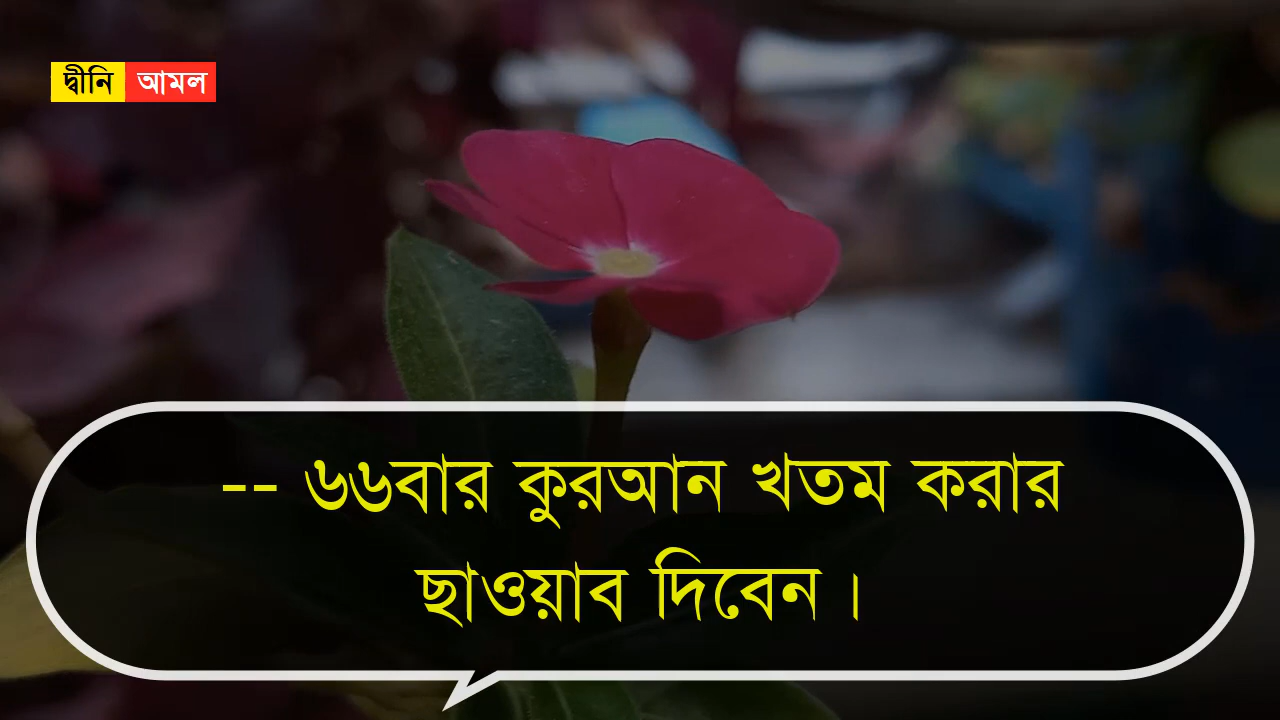 দ্বীনি আমল
-- ৬৬বার কুরআন খতম করার
ছাওয়াব দিবেন।